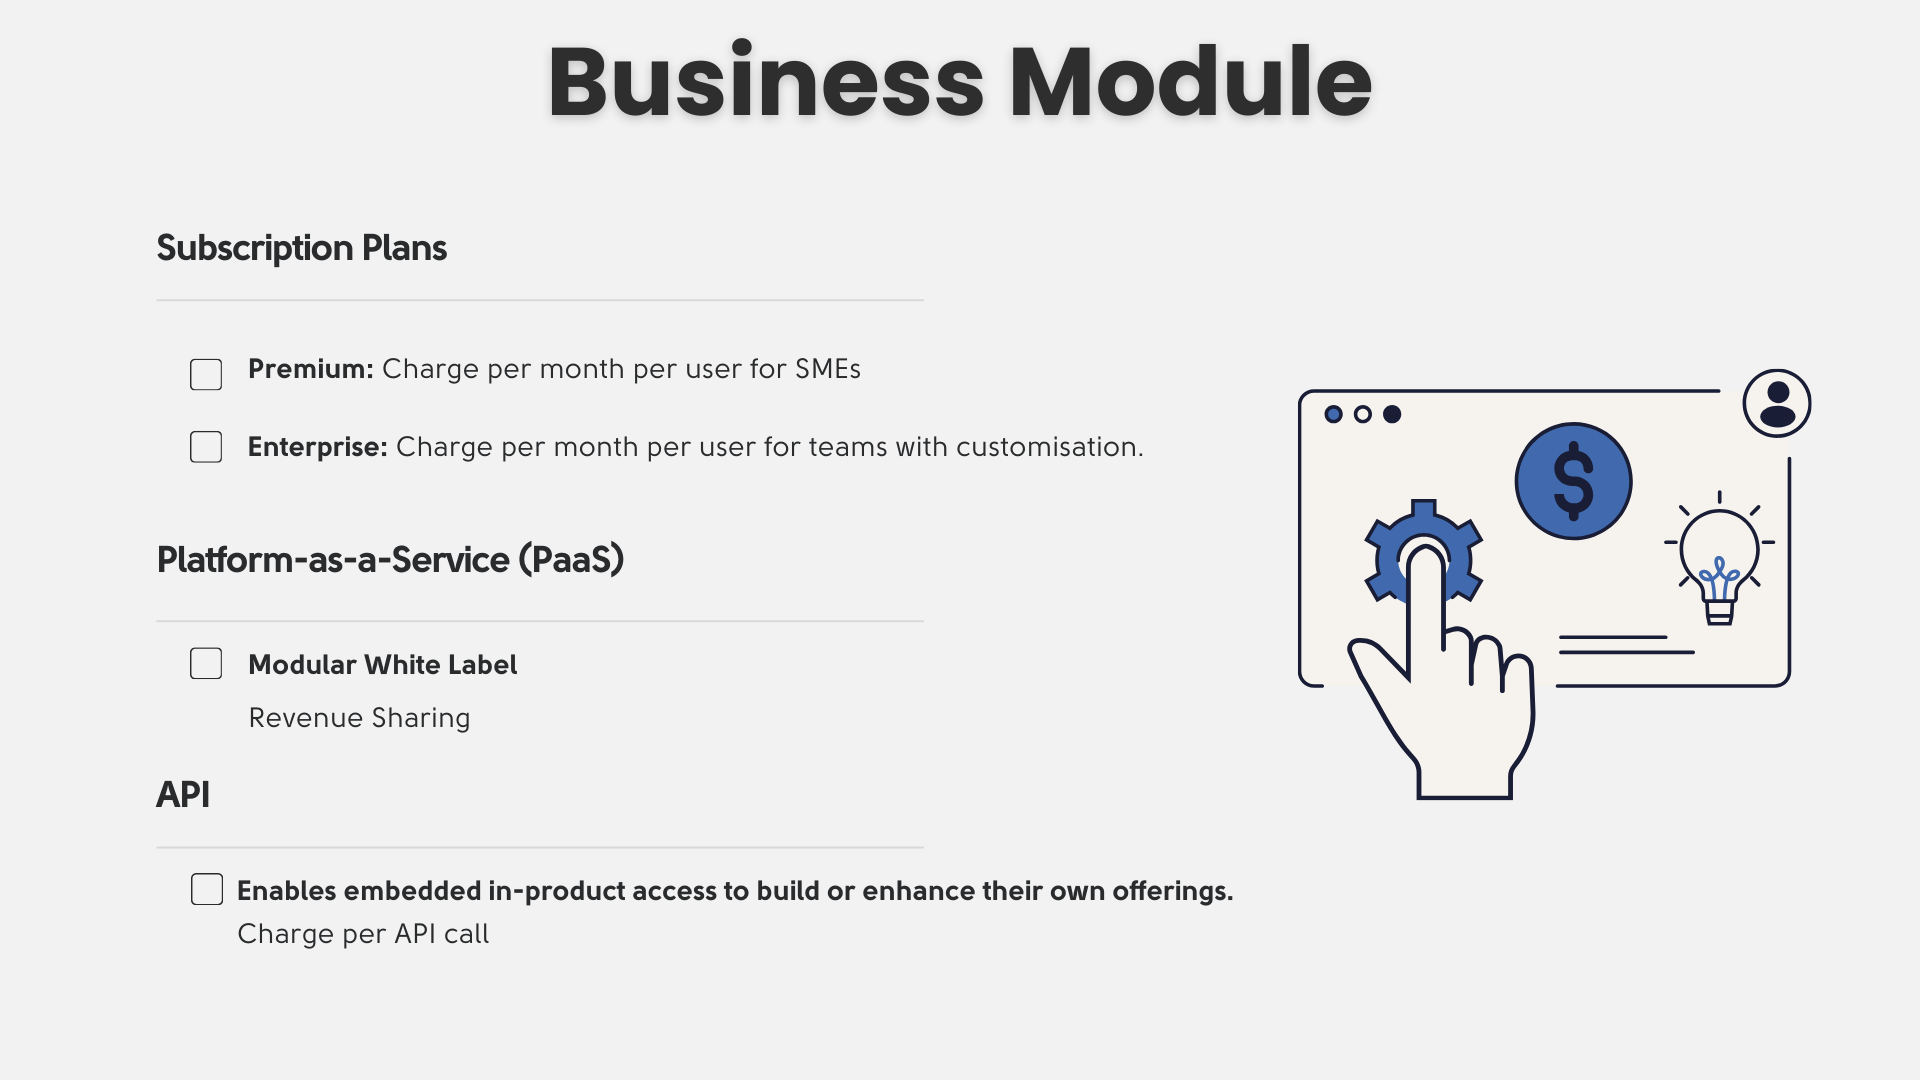 Business Module
Subscription Plans
Premium: Charge per month per user for SMEs
Enterprise: Charge per month per user for teams with customisation.
Platform-as-a-Service (PaaS)
Modular White Label
Revenue Sharing
API
Enables embedded in-product access to build or enhance their own offerings.
Charge per API call
$